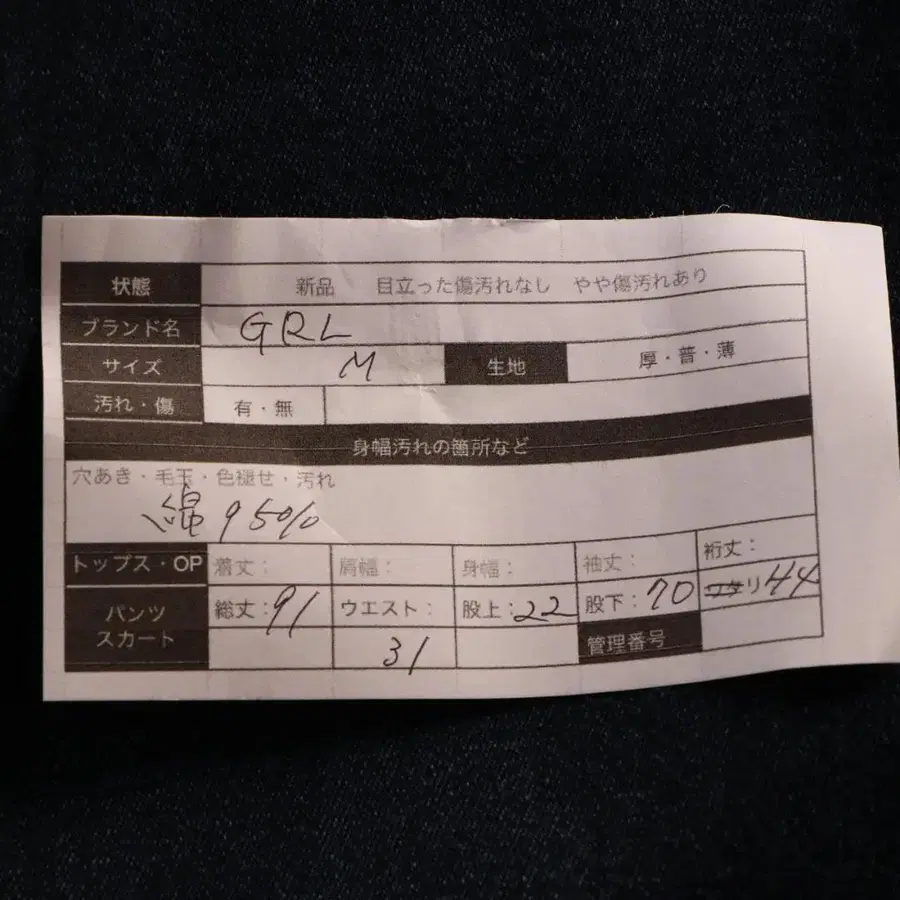 状態 新品 目立った傷汚れなし やや傷汚れあり
ブランド名 GRL
サイズ M 生地 厚・普・薄
汚れ・傷 有・無
身幅汚れの箇所など
穴あき・毛玉・色褪せ・汚れ
綿95%
トップス・OP 着丈： 肩幅： 身幅： 袖丈： 裄丈：
パンツ 総丈：91 ウエスト： 股上：22 股下：70 ワタリ44
スカート 31 管理番号